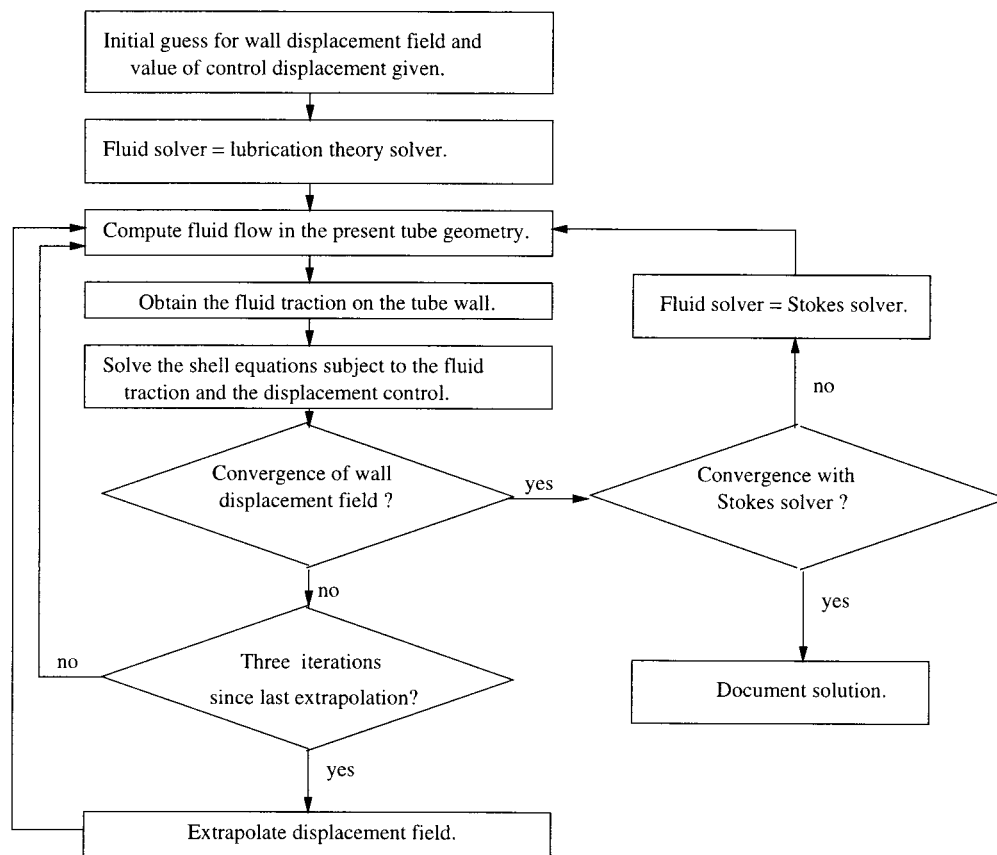 Initial guess for wall displacement field and
value of control displacement given.
Fluid solver = lubrication theory solver.
Compute fluid flow in the present tube geometry.
Obtain the fluid traction on the tube wall.
Solve the shell equations subject to the fluid
traction and the displacement control.
Convergence of wall
displacement field ?
yes
no
Three iterations
since last extrapolation?
no
yes
Extrapolate displacement field.
Fluid solver = Stokes solver.
no
Convergence with
Stokes solver ?
yes
Document solution.